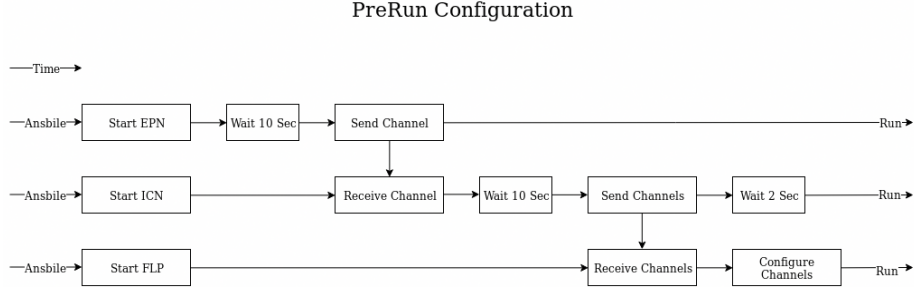 PreRun Configuration
Time
Ansbile
Start EPN
Wait 10 Sec
Send Channel
Run
Ansbile
Start ICN
Receive Channel
Wait 10 Sec
Send Channels
Wait 2 Sec
Run
Ansbile
Start FLP
Receive Channels
Configure
Channels
Run